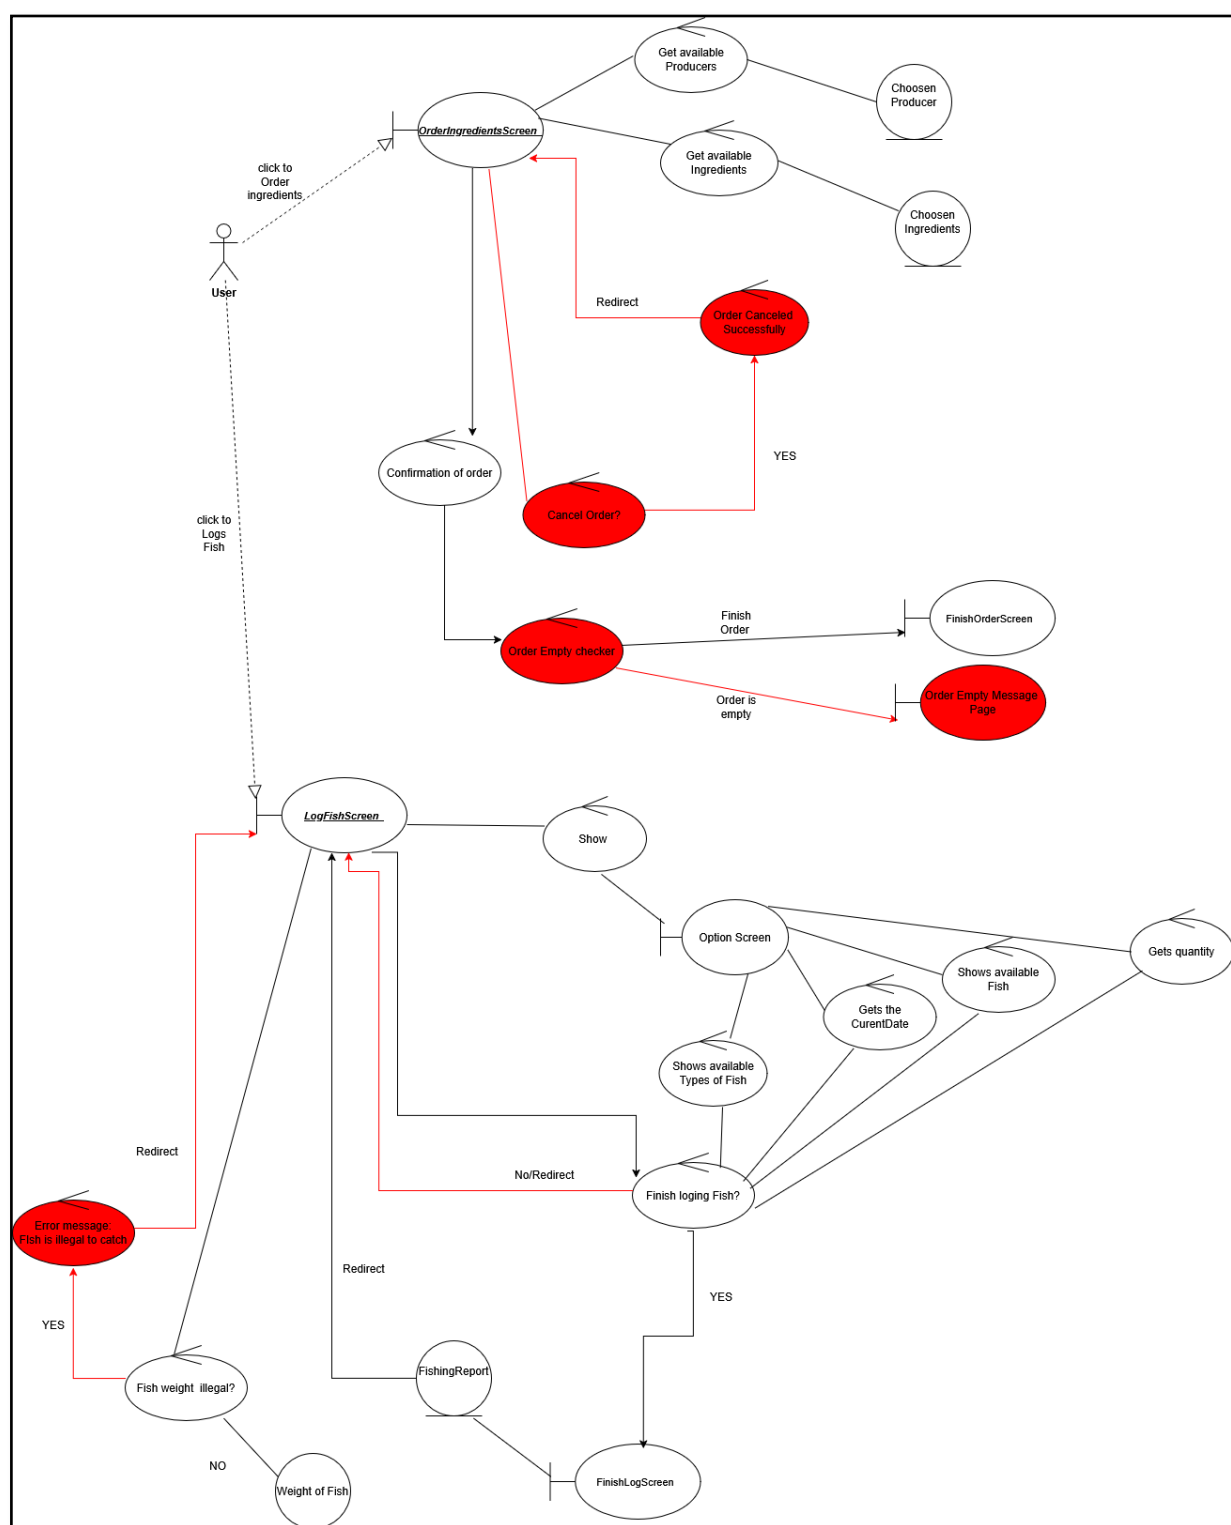 Get available
Producers
Choosen
Producer
OrderIngredientsScreen
Get available
Ingredients
click to
Order
ingredients
Choosen
Ingredients
User
Redirect
Order Canceled
Successfully
YES
Confirmation of order
Cancel Order?
click to
Logs
Fish
Finish
Order
FinishOrderScreen
Order Empty checker
Order is
empty
Order Empty Message
Page
LogFishScreen
Show
Option Screen
Gets quantity
Shows available
Fish
Gets the
CurentDate
Shows available
Types of Fish
Redirect
No/Redirect
Finish loging Fish?
Error message:
FIsh is illegal to catch
Redirect
YES
YES
FishingReport
Fish weight illegal?
NO
Weight of Fish
FinishLogScreen